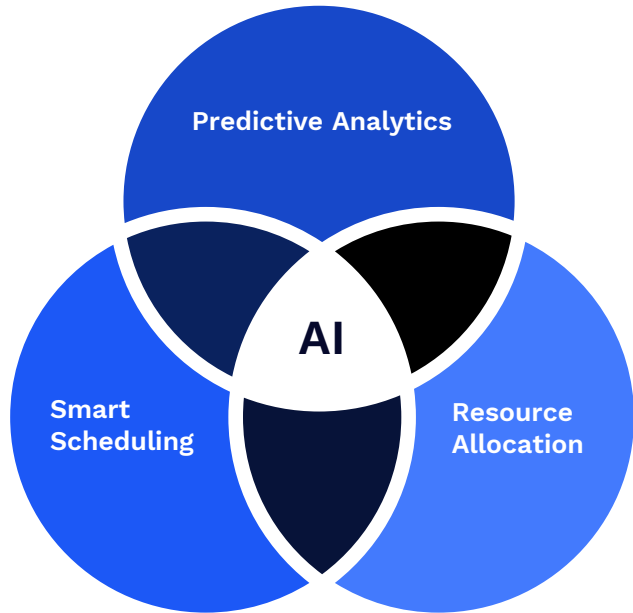 Predictive Analytics
AI
Smart
Scheduling
Resource
Allocation